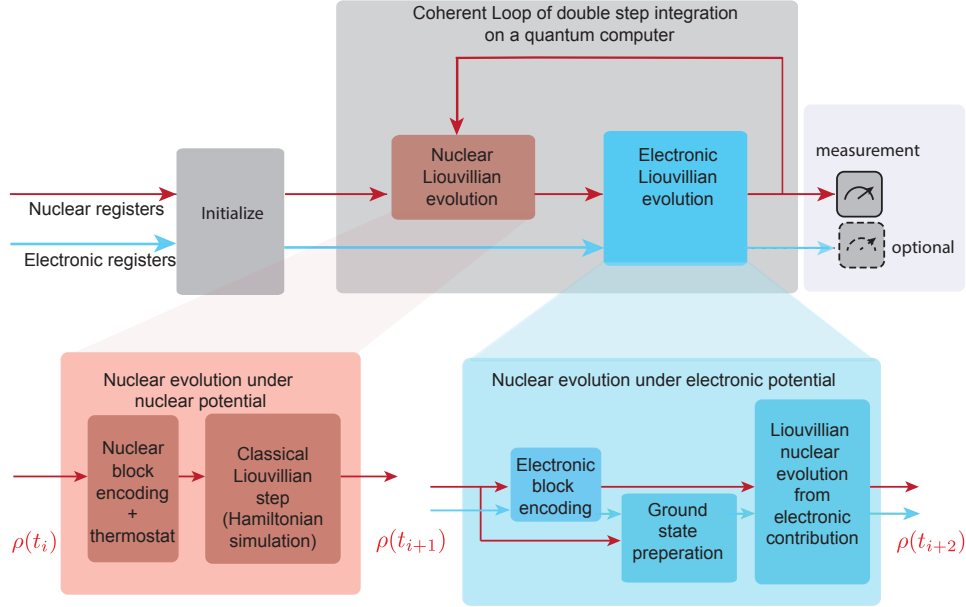 Coherent Loop of double step integration
on a quantum computer
Nuclear registers
Electronic registers
Initialize
Nuclear
Liouvillian
evolution
Electronic
Liouvillian
evolution
measurement
optional
Nuclear evolution under
nuclear potential
Nuclear
block
encoding
+
thermostat
Classical
Liouvillian
step
(Hamiltonian
simulation)
ρ(t_i)
ρ(t_{i+1})
Nuclear evolution under electronic potential
Electronic
block
encoding
Ground
state
preperation
Liouvillian
nuclear
evolution
from
electronic
contribution
ρ(t_{i+2})